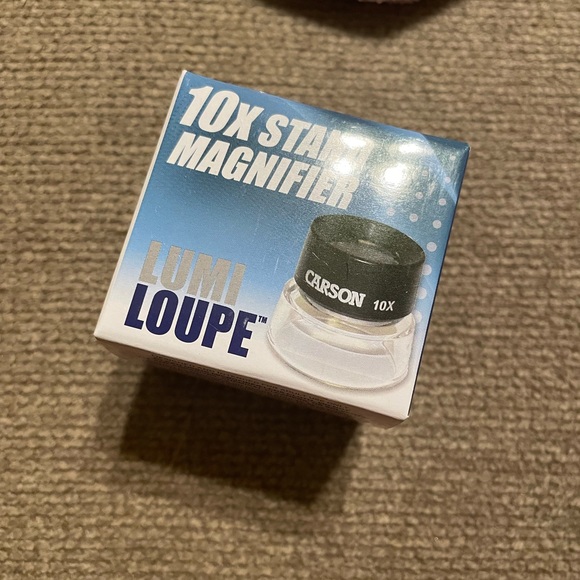 10X STAND
MAGNIFIER
LUMI
LOUPE™
CARSON 10X